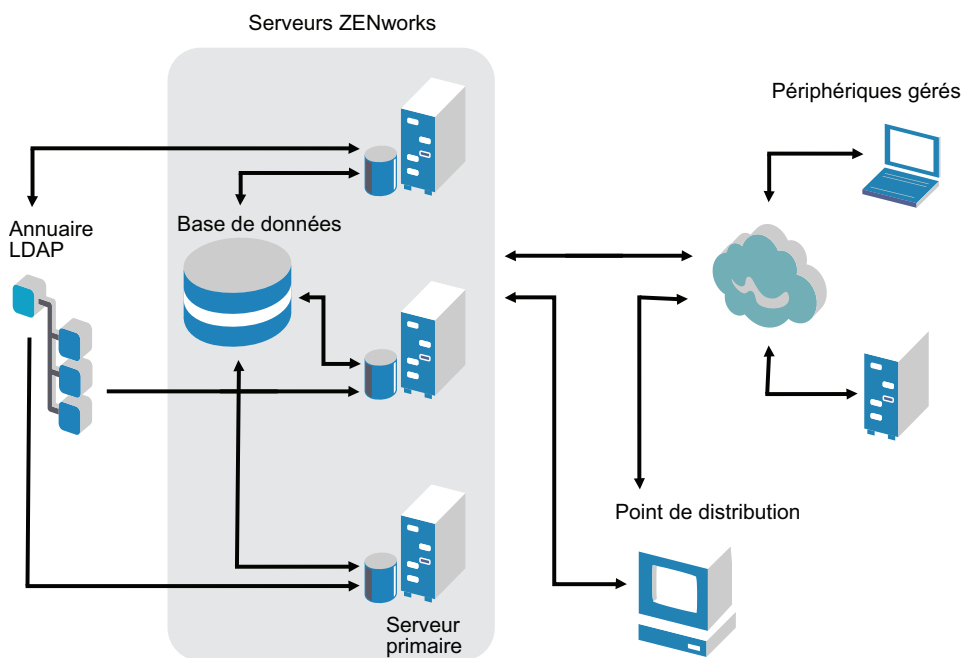 Serveurs ZENworks
Périphériques gérés
Annuaire
LDAP
Base de données
Point de distribution
Serveur
primaire